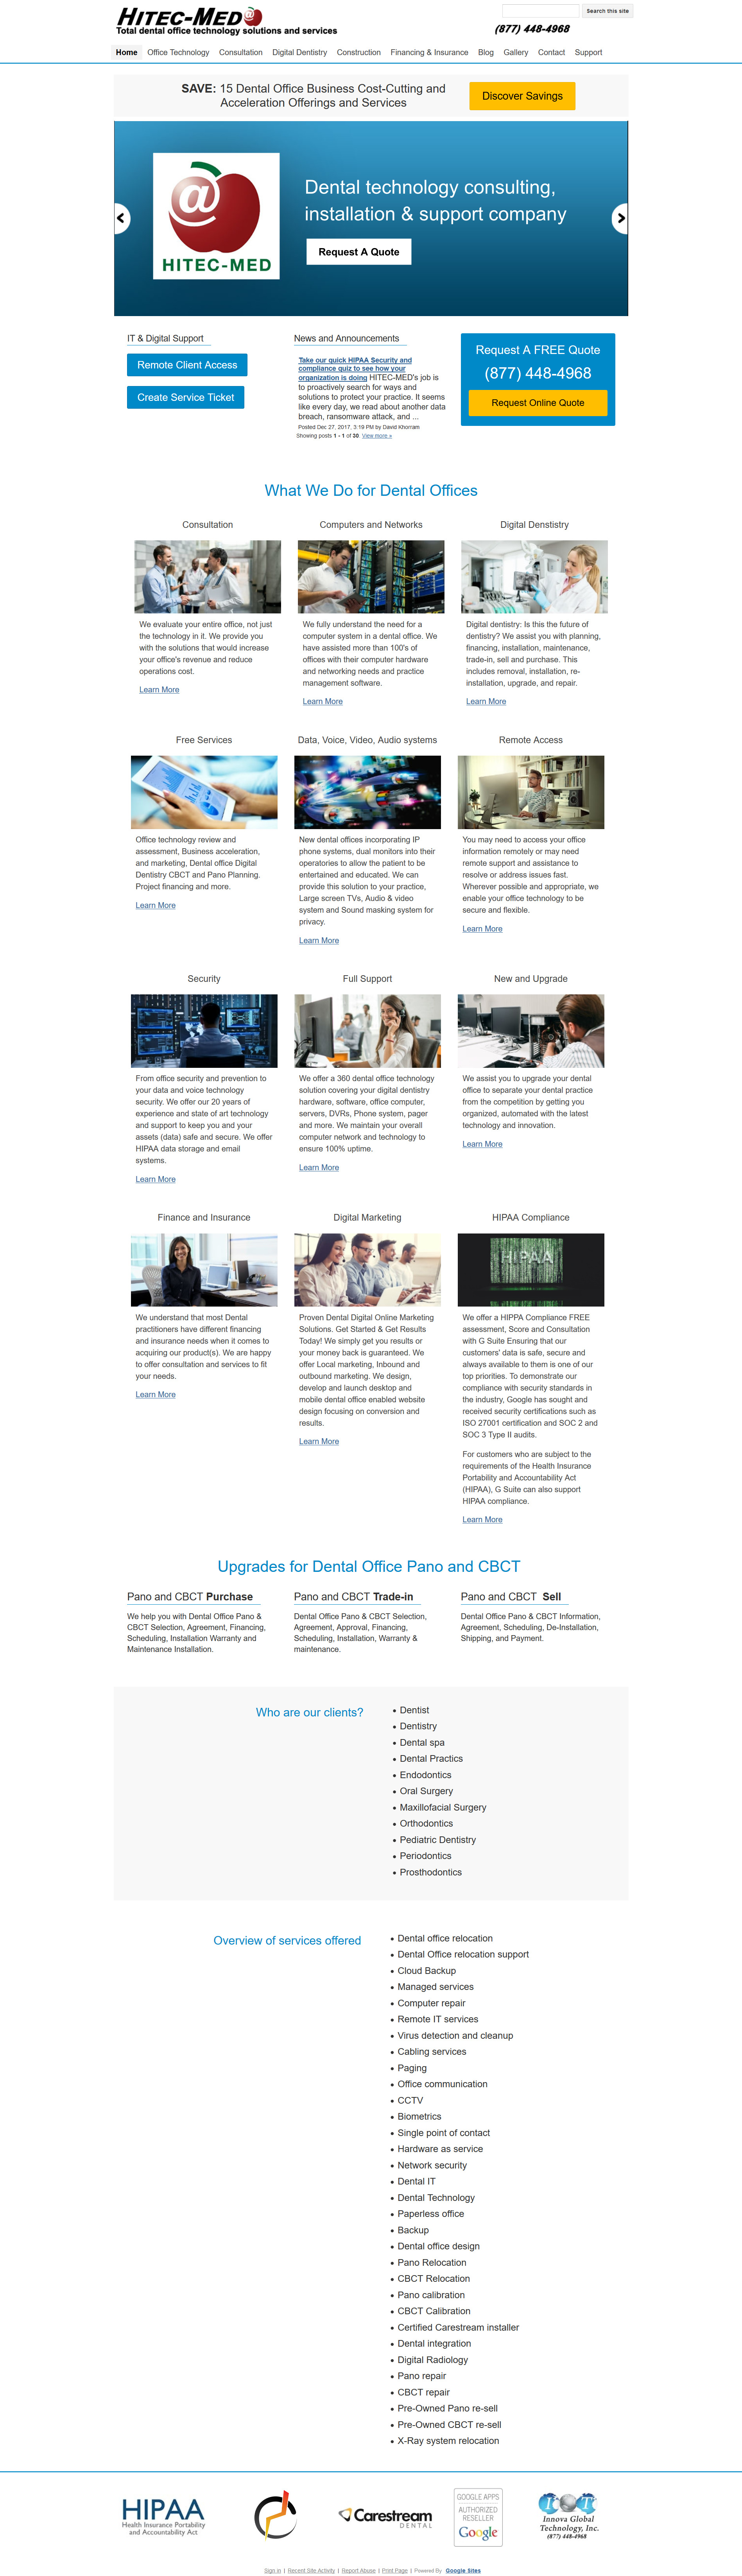 HITEC-MED
Total dental office technology solutions and services
Search this site
(877) 448-4968
Home Office Technology Consultation Digital Dentistry Construction Financing & Insurance Blog Gallery Contact Support
SAVE: 15 Dental Office Business Cost-Cutting and
Acceleration Offerings and Services
Discover Savings
@
HITEC-MED
Dental technology consulting,
installation & support company
Request A Quote
IT & Digital Support
Remote Client Access
Create Service Ticket
News and Announcements
Take our quick HIPAA Security and
compliance quiz to see how your
organization is doing HITEC-MED's job is
to proactively search for ways and
solutions to protect your practice. It seems
like every day, we read about another data
breach, ransomware attack, and ...
Posted Dec 27, 2017, 3:19 PM by David Khorram
Showing posts 1 - 1 of 30 View more »
Request A FREE Quote
(877) 448-4968
Request Online Quote
What We Do for Dental Offices
Consultation
We evaluate your entire office, not just
the technology in it. We provide you
with the solutions that would increase
your office's revenue and reduce
operations cost.
Learn More
Computers and Networks
We fully understand the need for a
computer system in a dental office. We
have assisted more than 100's of
offices with their computer hardware
and networking needs and practice
management software.
Learn More
Digital Denstistry
Digital dentistry: Is this the future of
dentistry? We assist you with planning,
financing, installation, maintenance,
trade-in, sell and purchase. This
includes removal, installation, re-
installation, upgrade, and repair.
Learn More
Free Services
Office technology review and
assessment, Business acceleration,
and marketing, Dental office Digital
Dentistry CBCT and Pano Planning.
Project financing and more.
Learn More
Data, Voice, Video, Audio systems
New dental offices incorporating IP
phone systems, dual monitors into their
operatories to allow the patient to be
entertained and educated. We can
provide this solution to your practice,
Large screen TVs, Audio & video
system and Sound masking system for
privacy.
Learn More
Remote Access
You may need to access your office
information remotely or may need
remote support and assistance to
resolve or address issues fast.
Wherever possible and appropriate, we
enable your office technology to be
secure and flexible.
Learn More
Security
From office security and prevention to
your data and voice technology
security. We offer our 20 years of
experience and state of art technology
and support to keep you and your
assets (data) safe and secure. We offer
HIPAA data storage and email
systems.
Learn More
Full Support
We offer a 360 dental office technology
solution covering your digital dentistry
hardware, software, office computer,
servers, DVRs, Phone system, pager
and more. We maintain your overall
computer network and technology to
ensure 100% uptime.
Learn More
New and Upgrade
We assist you to upgrade your dental
office to separate your dental practice
from the competition by getting you
organized, automated with the latest
technology and innovation.
Learn More
Finance and Insurance
We understand that most Dental
practitioners have different financing
and insurance needs when it comes to
acquiring our product(s). We are happy
to offer consultation and services to fit
your needs.
Learn More
Digital Marketing
Proven Dental Digital Online Marketing
Solutions. Get Started & Get Results
Today! We simply get you results or
your money back is guaranteed. We
offer Local marketing, Inbound and
outbound marketing. We design,
develop and launch desktop and
mobile dental office enabled website
design focusing on conversion and
results.
Learn More
HIPAA Compliance
HIPAA
We offer a HIPPA Compliance FREE
assessment, Score and Consultation
with G Suite Ensuring that our
customers' data is safe, secure and
always available to them is one of our
top priorities. To demonstrate our
compliance with security standards in
the industry, Google has sought and
received security certifications such as
ISO 27001 certification and SOC 2 and
SOC 3 Type II audits.
For customers who are subject to the
requirements of the Health Insurance
Portability and Accountability Act
(HIPAA), G Suite can also support
HIPAA compliance.
Learn More
Upgrades for Dental Office Pano and CBCT
Pano and CBCT Purchase
We help you with Dental Office Pano &
CBCT Selection, Agreement, Financing,
Scheduling, Installation Warranty and
Maintenance Installation.
Pano and CBCT Trade-in
Dental Office Pano & CBCT Selection,
Agreement, Approval, Financing,
Scheduling, Installation, Warranty &
maintenance.
Pano and CBCT Sell
Dental Office Pano & CBCT Information,
Agreement, Scheduling, De-Installation,
Shipping, and Payment.
Who are our clients?
• Dentist
• Dentistry
• Dental spa
• Dental Practics
• Endodontics
• Oral Surgery
• Maxillofacial Surgery
• Orthodontics
• Pediatric Dentistry
• Periodontics
• Prosthodontics
Overview of services offered
• Dental office relocation
• Dental Office relocation support
• Cloud Backup
• Managed services
• Computer repair
• Remote IT services
• Virus detection and cleanup
• Cabling services
• Paging
• Office communication
• CCTV
• Biometrics
• Single point of contact
• Hardware as service
• Network security
• Dental IT
• Dental Technology
• Paperless office
• Backup
• Dental office design
• Pano Relocation
• CBCT Relocation
• Pano calibration
• CBCT Calibration
• Certified Carestream installer
• Dental integration
• Digital Radiology
• Pano repair
• CBCT repair
• Pre-Owned Pano re-sell
• Pre-Owned CBCT re-sell
• X-Ray system relocation
HIPAA
Health Insurance Portability
and Accountability Act
Carestream
DENTAL
GOOGLE APPS
AUTHORIZED
RESELLER
Google
IGT
Innova Global
Technology, Inc.
(877) 448-4968
Sign in | Recent Site Activity | Report Abuse | Print Page | Powered By Google Sites